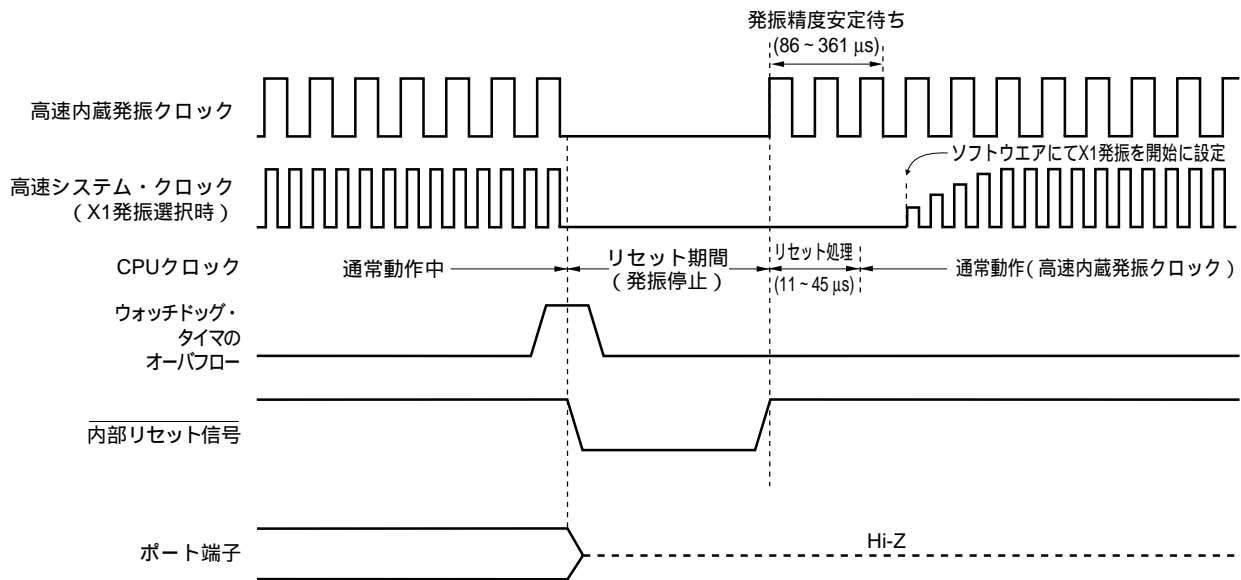 発振精度安定待ち
(86 ~ 361 μs)
高速内蔵発振クロック
ソフトウエアにてX1発振を開始に設定
高速システム・クロック
（X1発振選択時）
CPUクロック
通常動作中
リセット期間
（発振停止）
リセット処理
(11 ~ 45 μs)
通常動作（高速内蔵発振クロック）
ウォッチドッグ・
タイマの
オーバフロー
内部リセット信号
ポート端子
Hi-Z